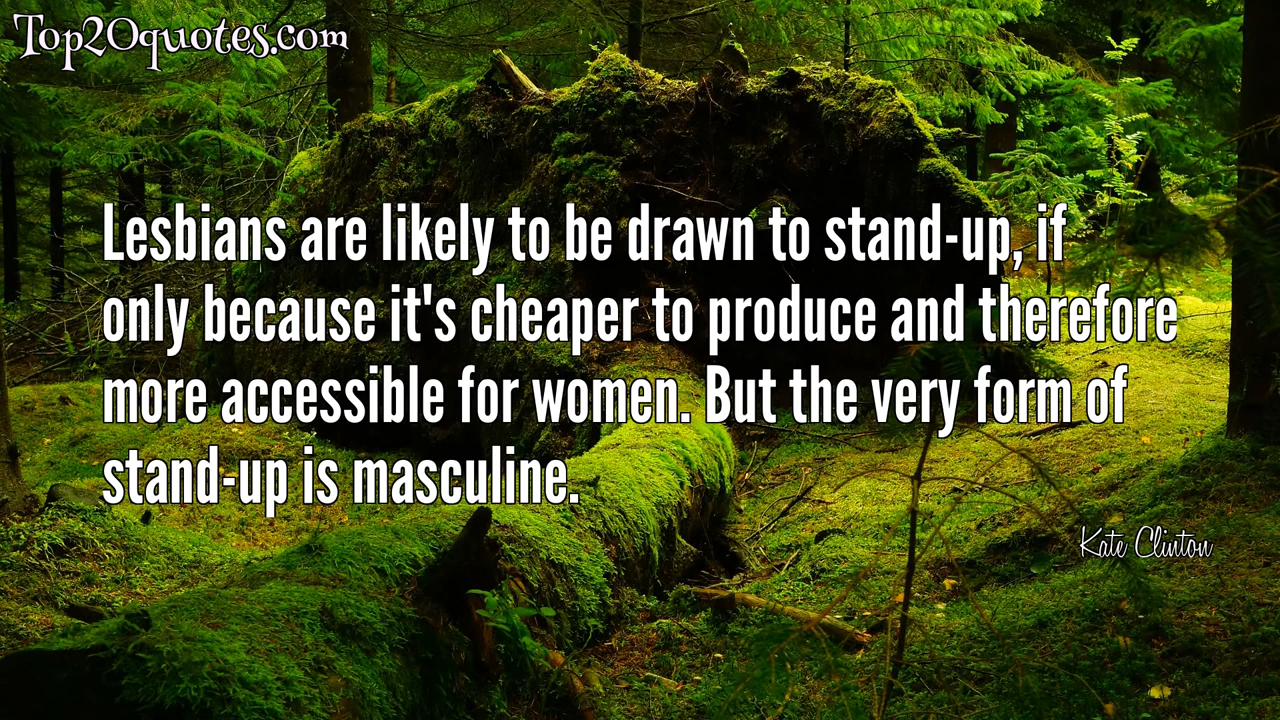 Top20quotes.com
Lesbians are likely to be drawn to stand-up, if
only because it's cheaper to produce and therefore
more accessible for women. But the very form of
stand-up is masculine.
Kate Clinton